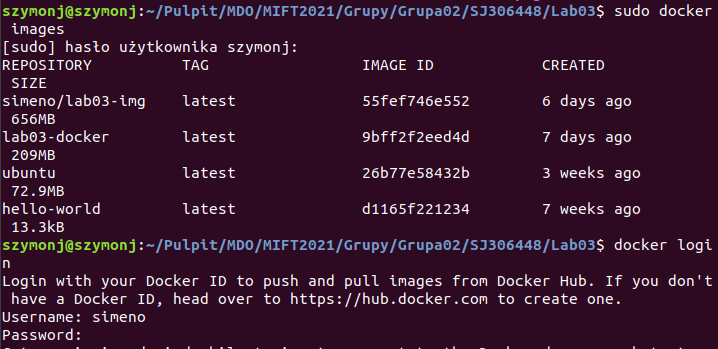 szymonj@szymonj:~/Pulpit/MDO/MIFT2021/Grupy/Grupa02/SJ306448/Lab03$ sudo docker
 images
[sudo] hasło użytkownika szymonj:
REPOSITORY          TAG                 IMAGE ID            CREATED
 SIZE
simeno/lab03-img    latest              55fef746e552        6 days ago
 656MB
lab03-docker        latest              9bff2f2eed4d        7 days ago
 209MB
ubuntu              latest              26b77e58432b        3 weeks ago
 72.9MB
hello-world         latest              d1165f221234        7 weeks ago
 13.3kB
szymonj@szymonj:~/Pulpit/MDO/MIFT2021/Grupy/Grupa02/SJ306448/Lab03$ docker logi
n
Login with your Docker ID to push and pull images from Docker Hub. If you don't
 have a Docker ID, head over to https://hub.docker.com to create one.
Username: simeno
Password: